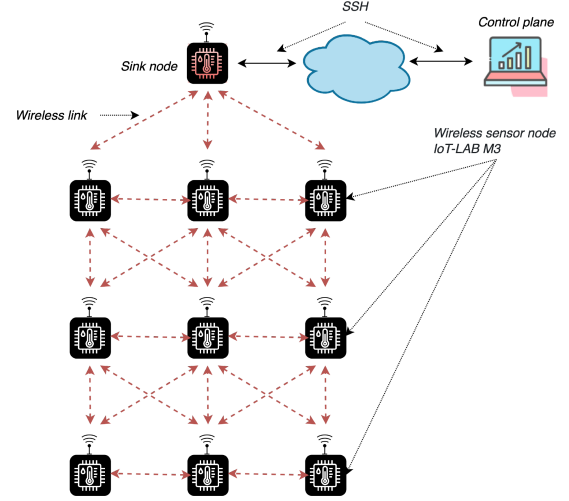 SSH
Control plane
Sink node
Wireless link
Wireless sensor node
IoT-LAB M3